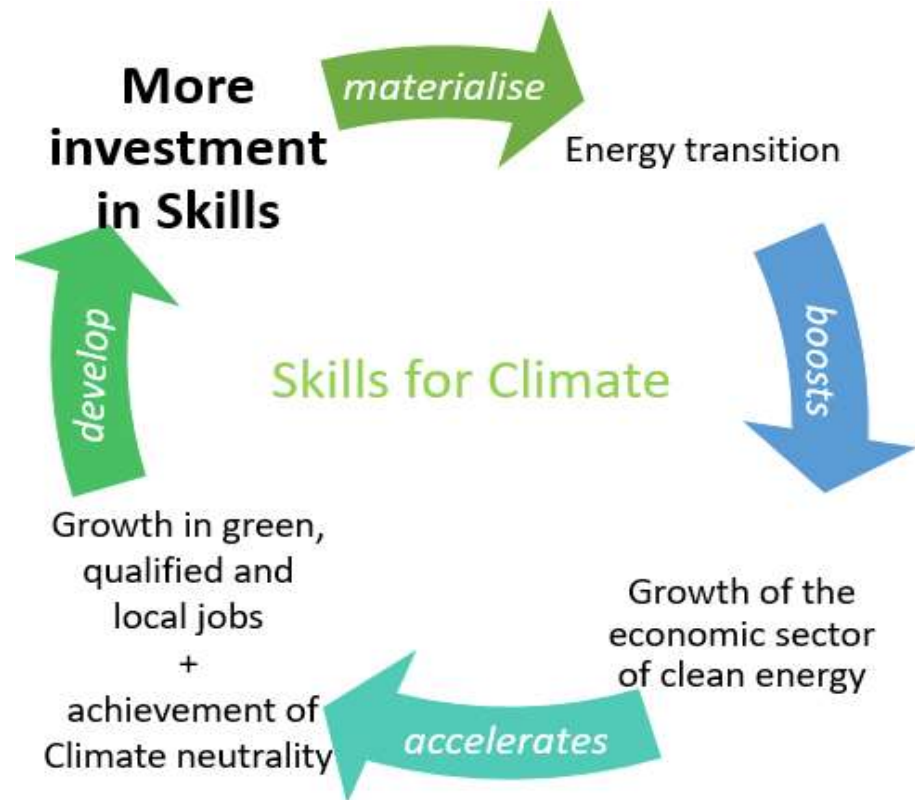 More
investment
in Skills
materialise
Energy transition
boosts
Growth of the
economic sector
of clean energy
accelerates
Growth in green,
qualified and
local jobs
+
achievement of
Climate neutrality
develop
Skills for Climate